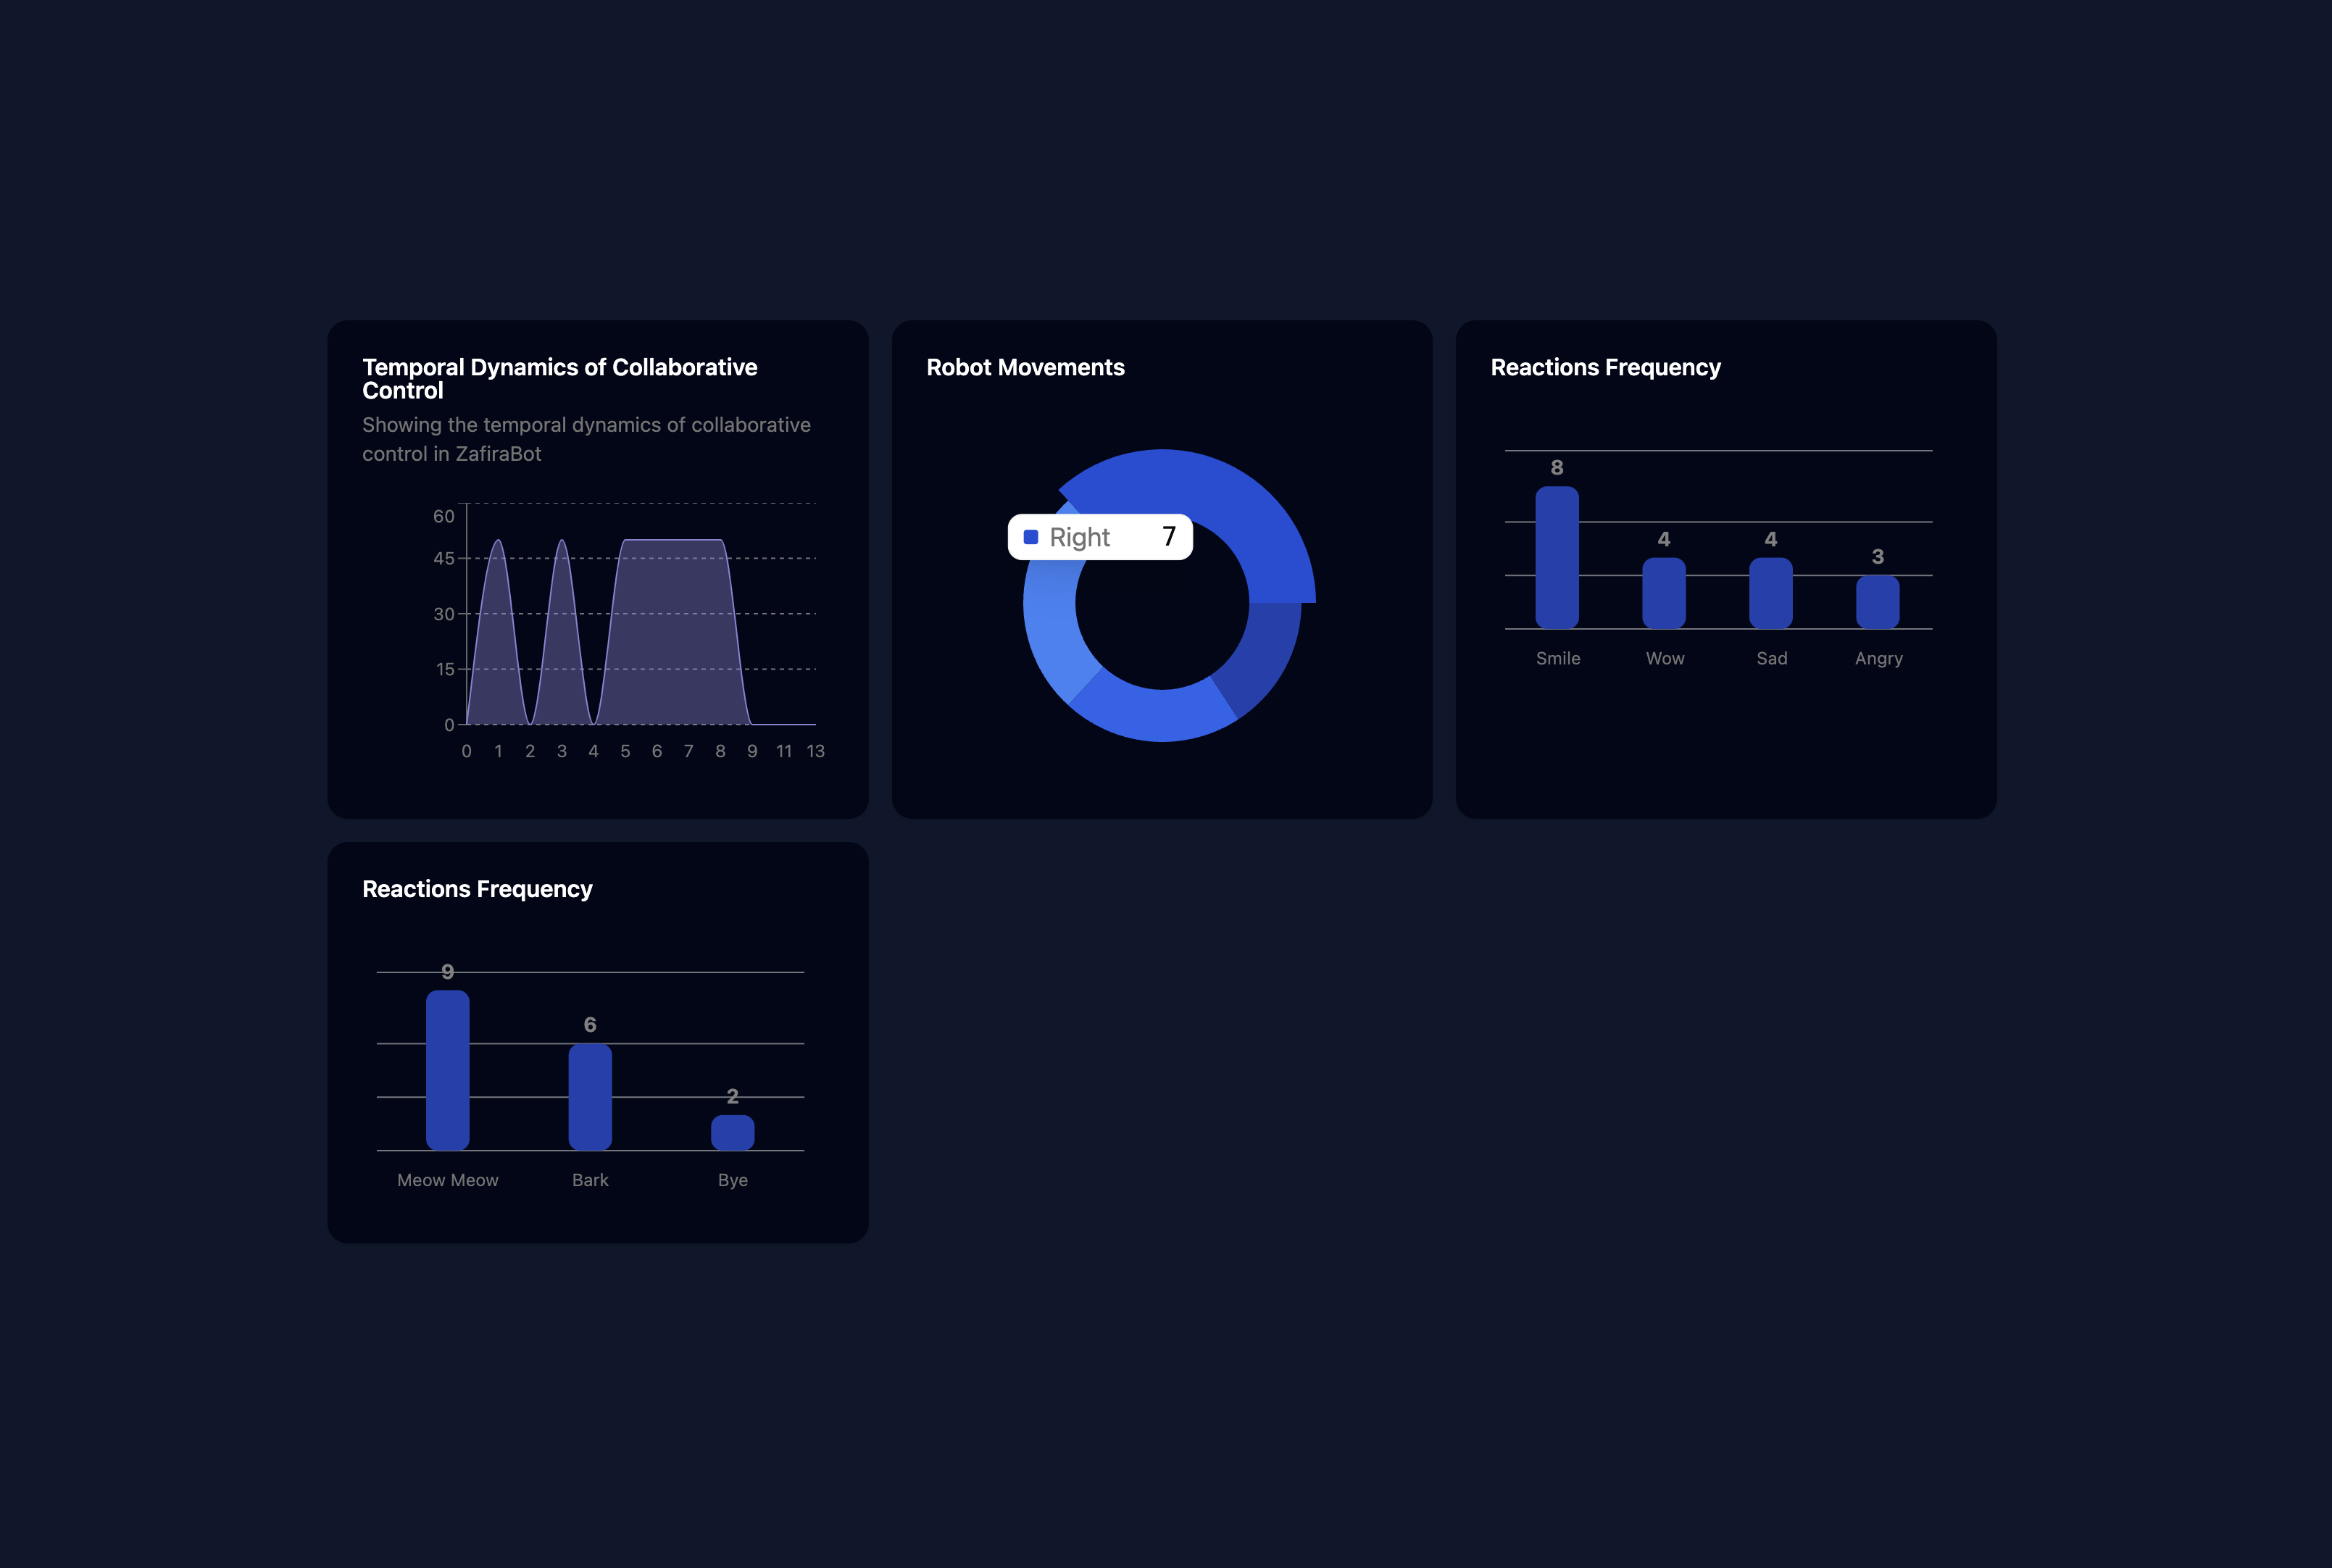 Temporal Dynamics of Collaborative
Control
Showing the temporal dynamics of collaborative
control in ZafiraBot
60
45
30
15
0
0 1 2 3 4 5 6 7 8 9 11 13
Robot Movements
Right 7
Reactions Frequency
8
4
4
3
Smile Wow Sad Angry
Reactions Frequency
9
6
2
Meow Meow Bark Bye